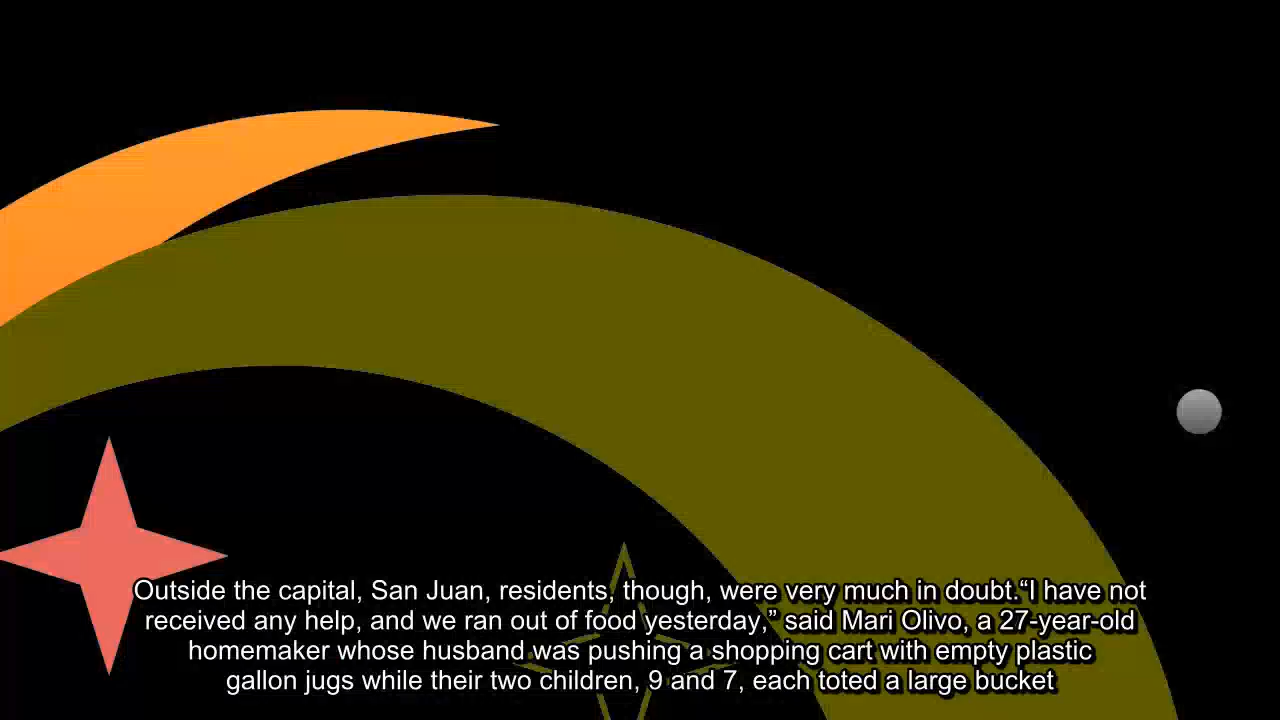 Outside the capital, San Juan, residents, though, were very much in doubt.“I have not
received any help, and we ran out of food yesterday,” said Mari Olivo, a 27-year-old
homemaker whose husband was pushing a shopping cart with empty plastic
gallon jugs while their two children, 9 and 7, each toted a large bucket